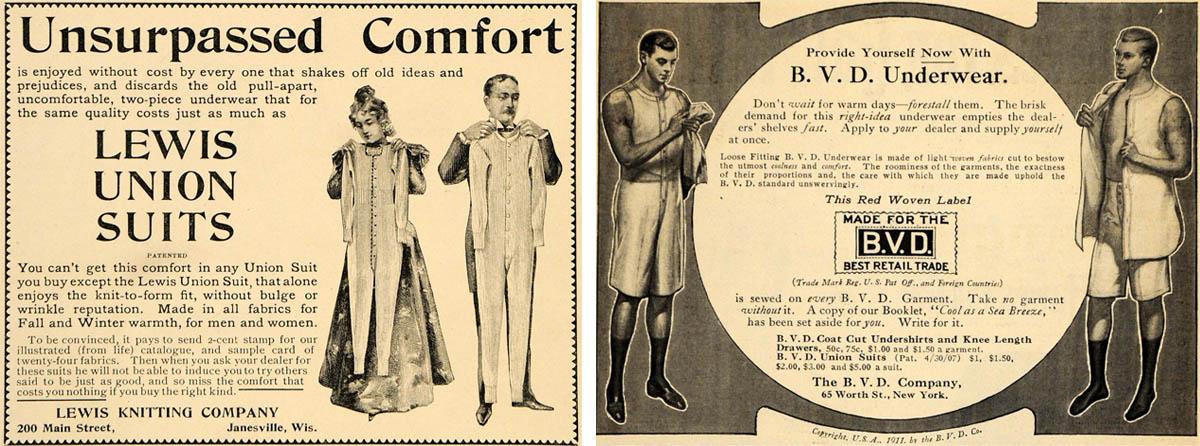 Unsurpassed Comfort
is enjoyed without cost by every one that shakes off old ideas and
prejudices, and discards the old pull-apart,
uncomfortable, two-piece underwear that for
the same quality costs just as much as
LEWIS
UNION
SUITS
PATENTED
You can't get this comfort in any Union Suit
you buy except the Lewis Union Suit, that alone
enjoys the knit-to-form fit, without bulge or
wrinkle reputation. Made in all fabrics for
Fall and Winter warmth, for men and women.
To be convinced, it pays to send 2-cent stamp for our
illustrated (from life) catalogue, and sample card of
twenty-four fabrics. Then when you ask your dealer for
these suits he will not be able to induce you to try others
said to be just as good, and so miss the comfort that
costs you nothing if you buy the right kind.
LEWIS KNITTING COMPANY
200 Main Street, Janesville, Wis.
Provide Yourself Now With
B. V. D. Underwear.
Don't wait for warm days—forestall them. The brisk
demand for this right-idea underwear empties the deal-
ers' shelves fast. Apply to your dealer and supply yourself
at once.
Loose Fitting B. V. D. Underwear is made of light woven fabrics cut to bestow
the utmost coolness and comfort. The roominess of the garments, the exactness
of their proportions and, the care with which they are made uphold the
B. V. D. standard unswervingly.
This Red Woven Label
MADE FOR THE
B.V.D.
BEST RETAIL TRADE
(Trade Mark Reg. U. S. Pat Off., and Foreign Countries)
is sewed on every B. V. D. Garment. Take no garment
without it. A copy of our Booklet, "Cool as a Sea Breeze,"
has been set aside for you. Write for it.
B. V. D. Coat Cut Undershirts and Knee Length
Drawers, 50c, 75c, $1.00 and $1.50 a garment.
B. V. D. Union Suits (Pat. 4/30/07) $1, $1.50,
$2.00, $3.00 and $5.00 a suit.
The B. V. D. Company,
65 Worth St., New York.
Copyright, U.S.A., 1911, by the B. V. D. Co.